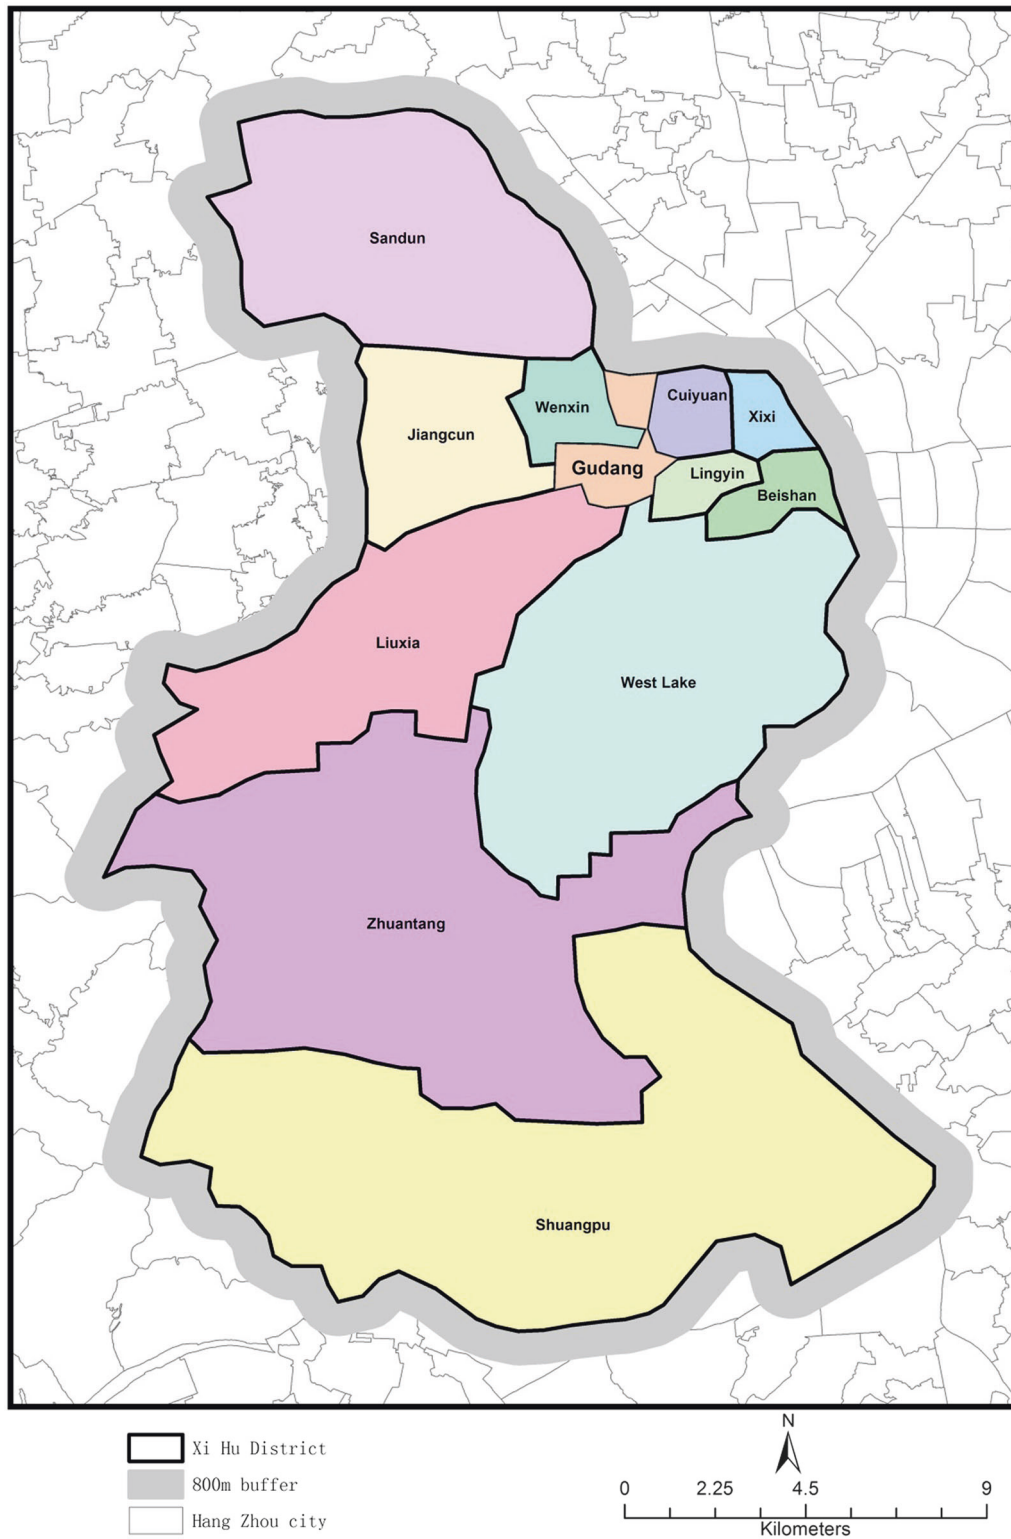 Sandun
Cuiyuan
Wenxin
Xixi
Jiangcun
Gudang
Lingyin
Beishan
Liuxia
West Lake
Zhuantang
Shuangpu
Xi Hu District
800m buffer
Hang Zhou city
N
0 2.25 4.5 9
Kilometers